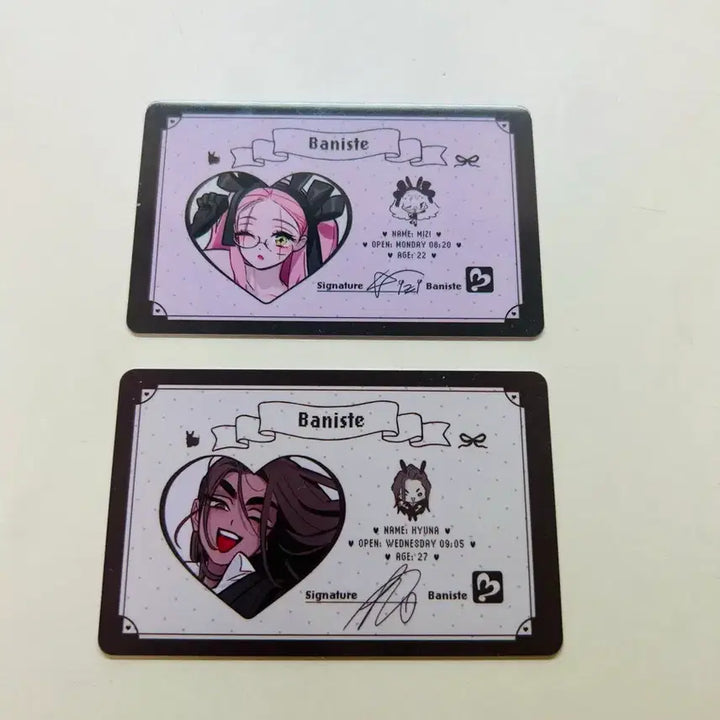 Baniste
♥ NAME: MIZI ♥
♥ OPEN: MONDAY 08:20 ♥
♥ AGE: 22 ♥
Signature Mizi Baniste
Baniste
♥ NAME: HYUNA ♥
♥ OPEN: WEDNESDAY 09:05 ♥
♥ AGE: 27 ♥
Signature Baniste